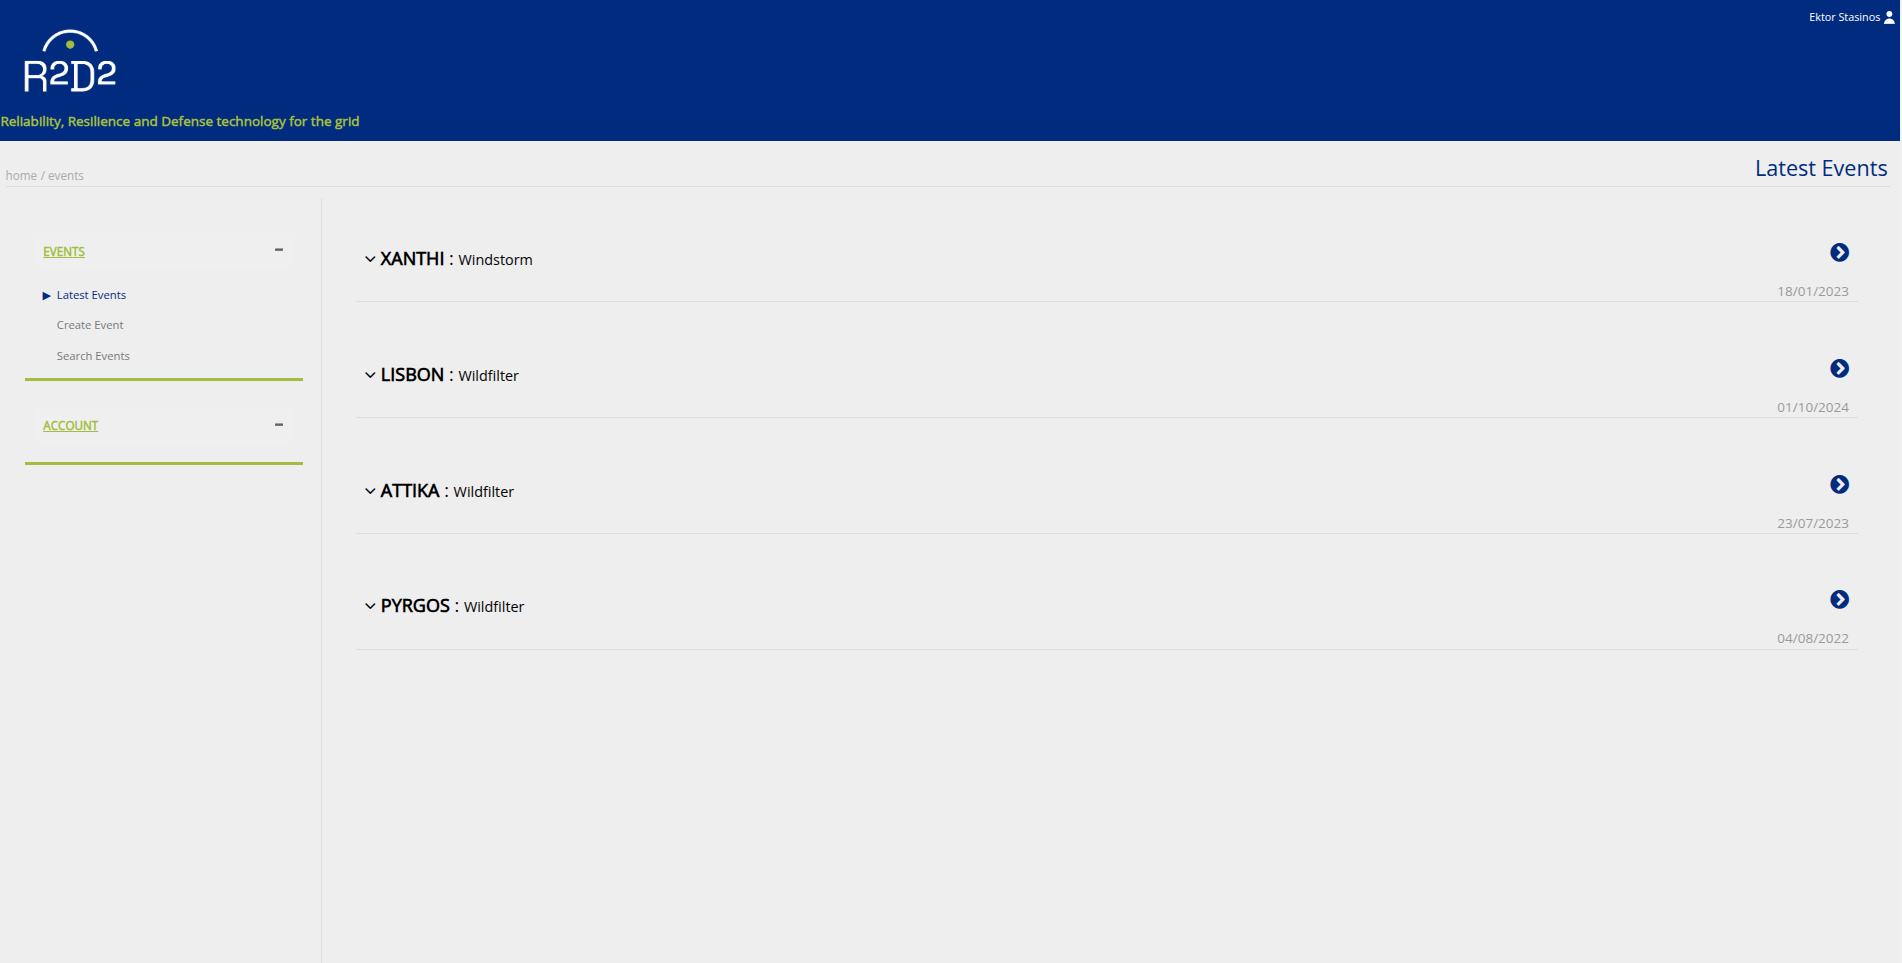 Ektor Stasinos
R2D2
Reliability, Resilience and Defense technology for the grid
home / events
Latest Events
EVENTS
Latest Events
Create Event
Search Events
ACCOUNT
XANTHI : Windstorm
18/01/2023
LISBON : Wildfilter
01/10/2024
ATTIKA : Wildfilter
23/07/2023
PYRGOS : Wildfilter
04/08/2022